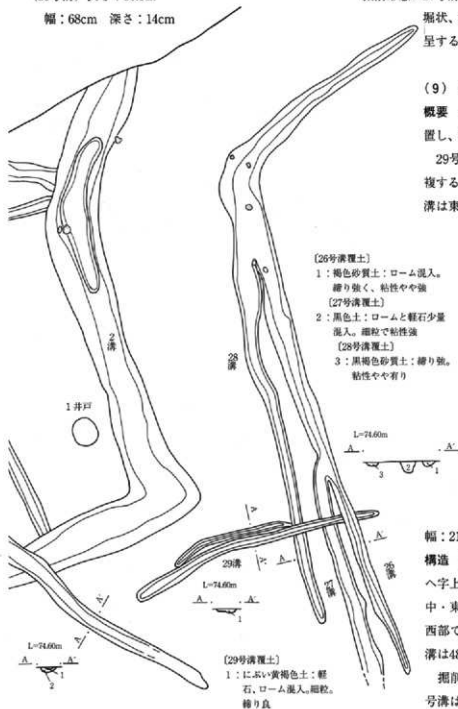 幅：68cm　深さ：14cm
堀状、
呈する
(9)
概要
置し、
29号
複する
溝は東
[26号溝覆土]
1：褐色砂質土：ローム混入。
締り強く、粘性やや強
[27号溝覆土]
2：黒色土：ロームと軽石少量
混入。細粒で粘性強
[28号溝覆土]
3：黒褐色砂質土：締り強。
粘性やや有り
2溝
28溝
1井戸
L=74.60m
A A′
3 2 1
29溝
27溝
26溝
A A′
A A′
L=74.60m
A A′
1
A A′
L=74.60m
A A′
2 1
[29号溝覆土]
1：にぶい黄褐色土：軽
石、ローム混入。細粒。
締り良
構造
ヘ字上
中・東
西部で
溝は48
掘削
号溝は